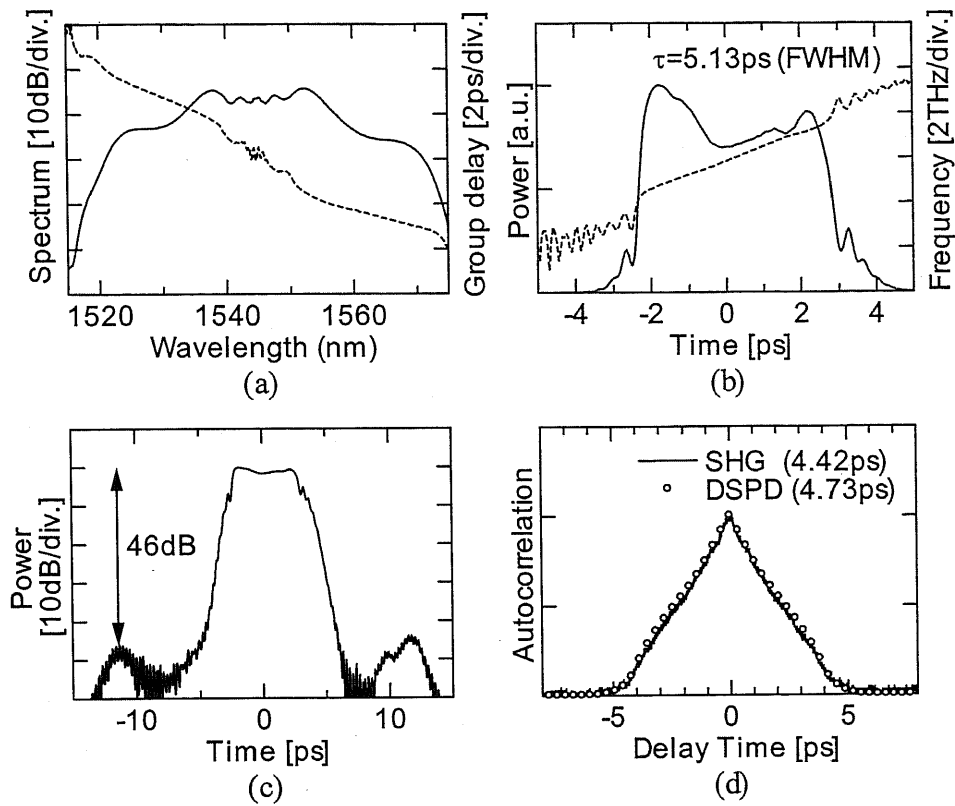 Spectrum [10dB/div.]
1520 1540 1560
Wavelength (nm)
Group delay [2ps/div.]
(a)
Power [a.u.]
τ=5.13ps (FWHM)
-4 -2 0 2 4
Time [ps]
Frequency [2THz/div.]
(b)
Power
[10dB/div.]
46dB
-10 0 10
Time [ps]
(c)
Autocorrelation
SHG (4.42ps)
DSPD (4.73ps)
-5 0 5
Delay Time [ps]
(d)